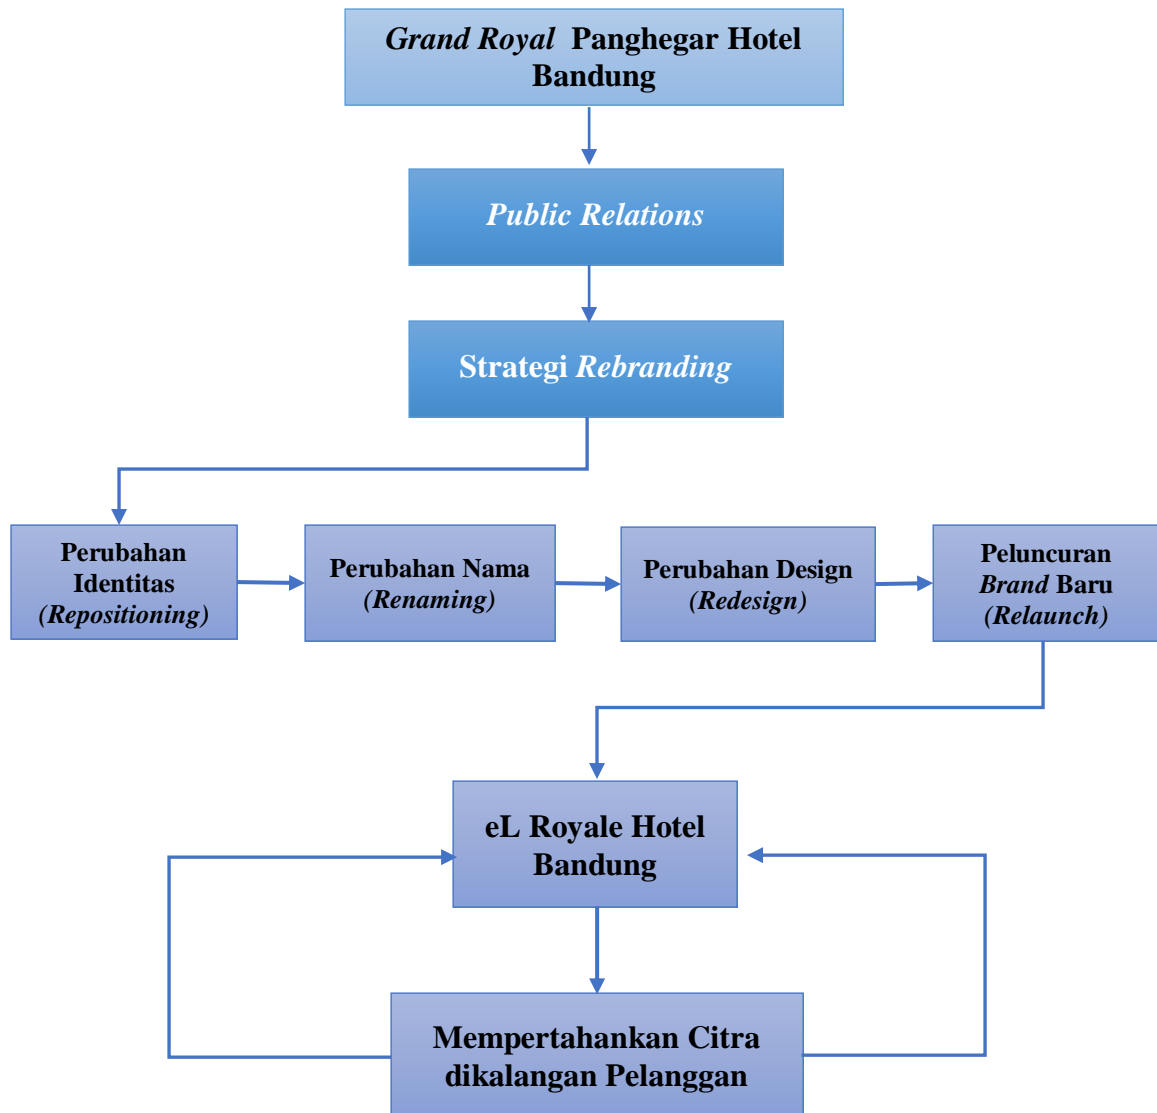 Grand Royal Panghegar Hotel
Bandung
Public Relations
Strategi Rebranding
Perubahan
Identitas
(Repositioning)
Perubahan Nama
(Renaming)
Perubahan Design
(Redesign)
Peluncuran
Brand Baru
(Relaunch)
eL Royale Hotel
Bandung
Mempertahankan Citra
dikalangan Pelanggan